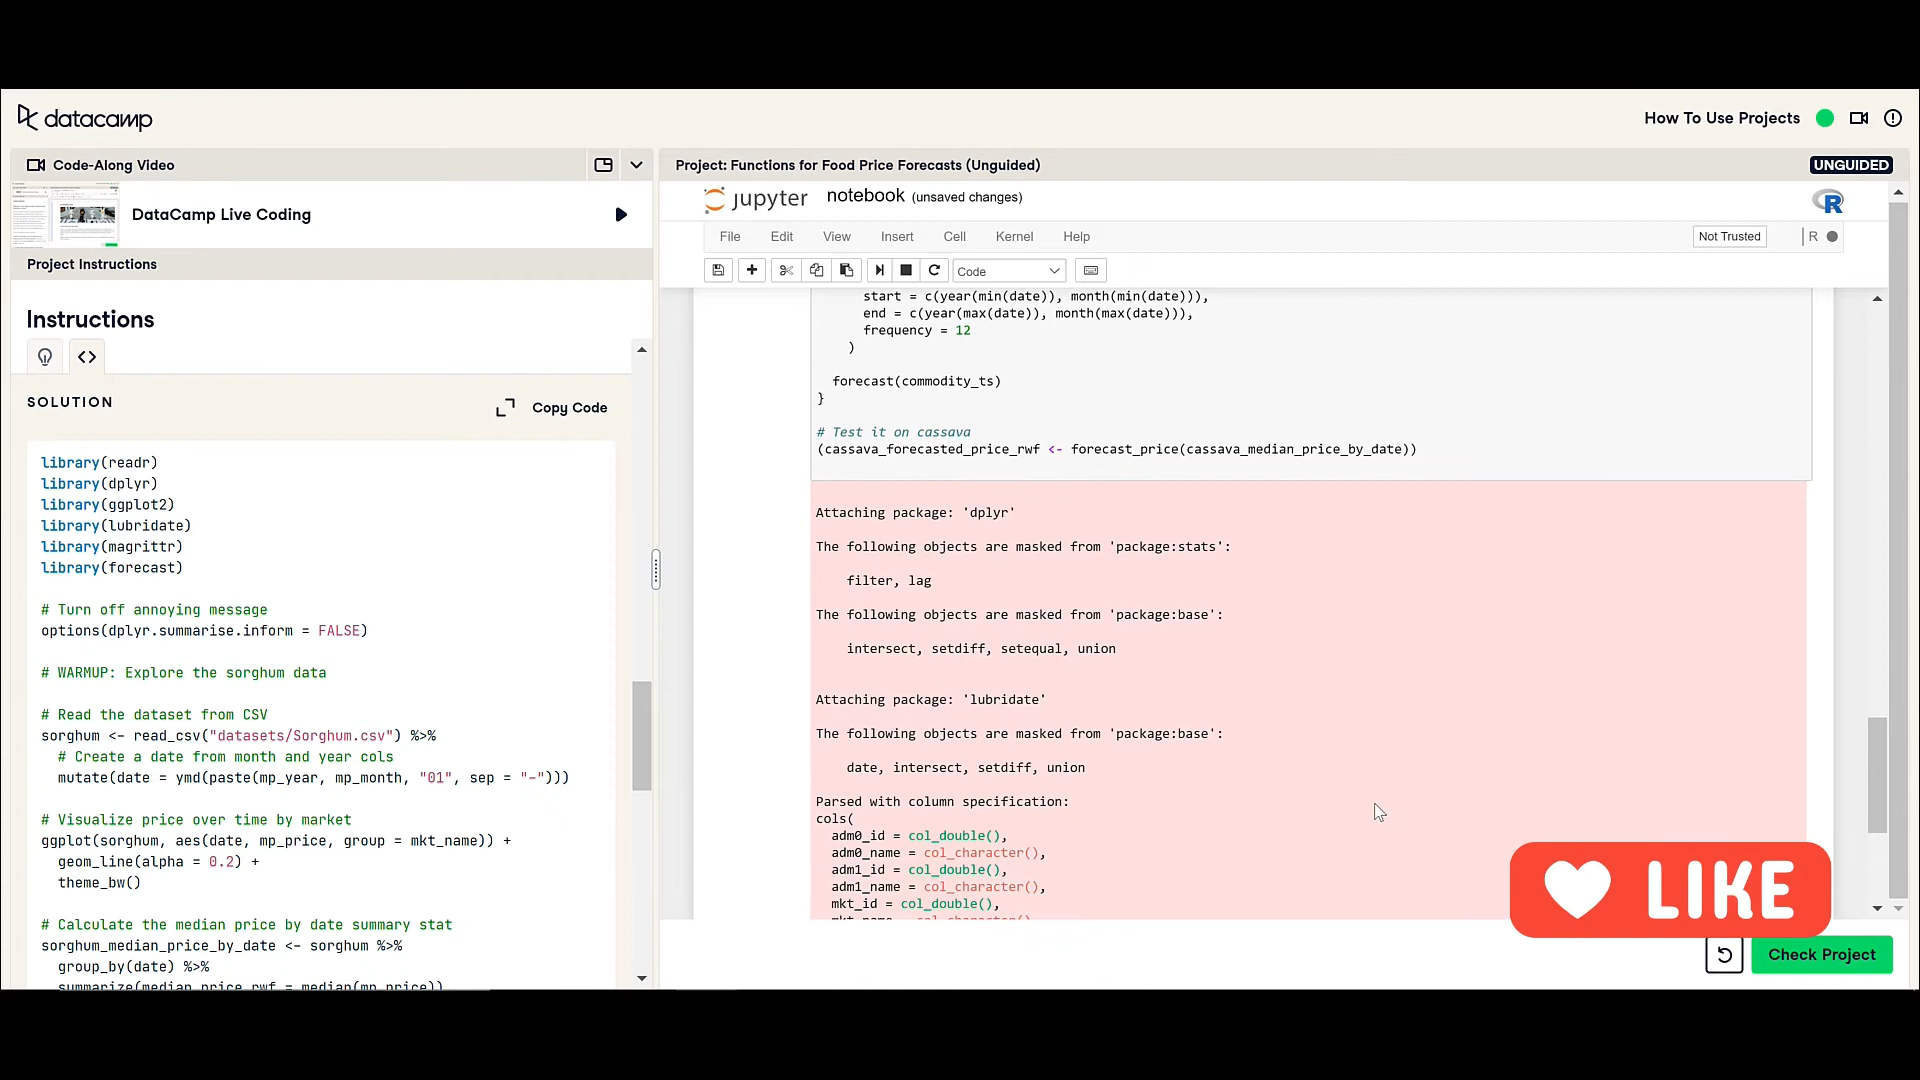 datacamp
How To Use Projects
Code-Along Video
DataCamp Live Coding
Project Instructions
Instructions
SOLUTION
Copy Code
library(readr)
library(dplyr)
library(ggplot2)
library(lubridate)
library(magrittr)
library(forecast)
# Turn off annoying message
options(dplyr.summarise.inform = FALSE)
# WARMUP: Explore the sorghum data
# Read the dataset from CSV
sorghum <- read_csv("datasets/Sorghum.csv") %>%
# Create a date from month and year cols
mutate(date = ymd(paste(mp_year, mp_month, "01", sep = "-")))
# Visualize price over time by market
ggplot(sorghum, aes(date, mp_price, group = mkt_name)) +
geom_line(alpha = 0.2) +
theme_bw()
# Calculate the median price by date summary stat
sorghum_median_price_by_date <- sorghum %>%
group_by(date) %>%
summarize(median_price_rwf = median(mp_price))
Project: Functions for Food Price Forecasts (Unguided)
UNGUIDED
jupyter notebook (unsaved changes)
R
File Edit View Insert Cell Kernel Help
Not Trusted
R
Code
start = c(year(min(date)), month(min(date))),
end = c(year(max(date)), month(max(date))),
frequency = 12
)
forecast(commodity_ts)
}
# Test it on cassava
(cassava_forecasted_price_rwf <- forecast_price(cassava_median_price_by_date))
Attaching package: 'dplyr'
The following objects are masked from 'package:stats':
filter, lag
The following objects are masked from 'package:base':
intersect, setdiff, setequal, union
Attaching package: 'lubridate'
The following objects are masked from 'package:base':
date, intersect, setdiff, union
Parsed with column specification:
cols(
adm0_id = col_double(),
adm0_name = col_character(),
adm1_id = col_double(),
adm1_name = col_character(),
mkt_id = col_double(),
mkt_name = col_character(),
LIKE
Check Project